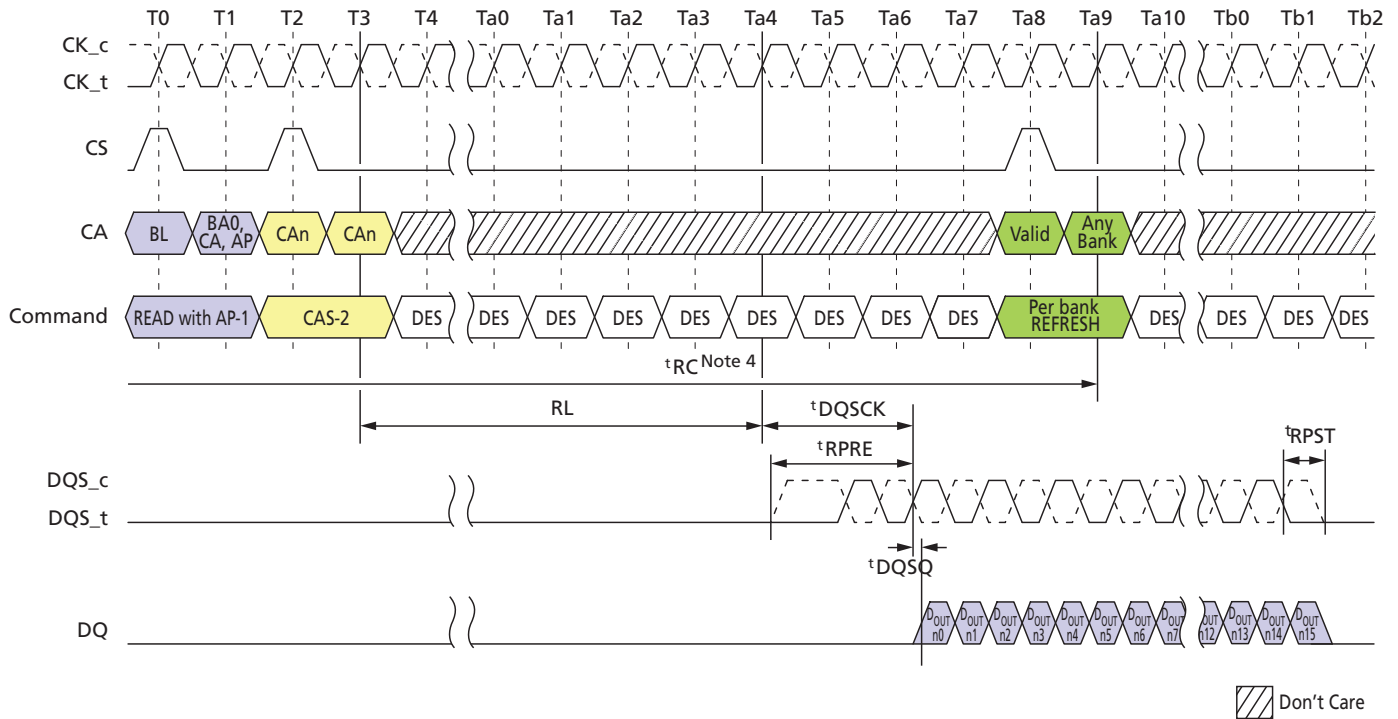 T0 T1 T2 T3 T4 Ta0 Ta1 Ta2 Ta3 Ta4 Ta5 Ta6 Ta7 Ta8 Ta9 Ta10 Tb0 Tb1 Tb2
CK_c
CK_t
CS
CA BL BA0, CA, AP CAn CAn Valid Any Bank
Command READ with AP-1 CAS-2 DES DES DES DES DES DES DES DES DES Per bank REFRESH DES DES DES DES
tRC Note 4
RL tDQSCK
tRPRE tRPST
DQS_c
DQS_t
tDQSQ
DQ DOUT n0 DOUT n1 DOUT n2 DOUT n3 DOUT n4 DOUT n5 DOUT n6 DOUT n7 DOUT n12 DOUT n13 DOUT n14 DOUT n15
Don't Care